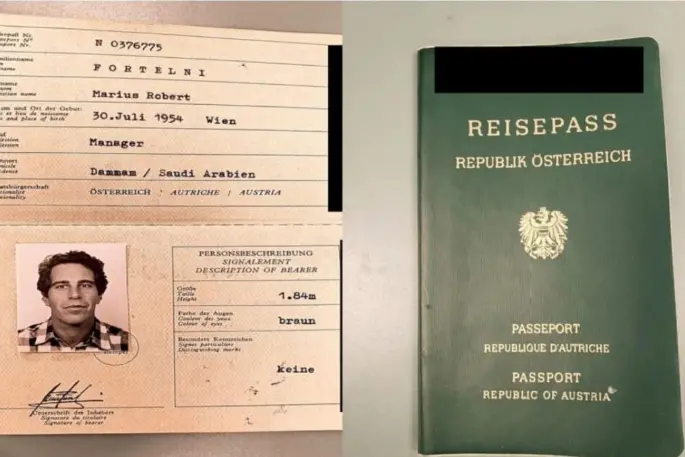 N 0376775
FORTELNI
Marius Robert
30.Juli 1954 Wien
Manager
Dammam / Saudi Arabien
ÖSTERREICH / AUTRICHE / AUSTRIA
PERSONSBESCHREIBUNG
SIGNALEMENT
DESCRIPTION OF BEARER
Größe
Taille
Height
1.84m
Farbe der Augen
Couleur des yeux
Colour of eyes
braun
Besondere Kennzeichen
Signes particuliers
Distinguishing marks
keine
Unterschrift des Inhabers
Signature du titulaire
Signature of bearer
REISEPASS
REPUBLIK ÖSTERREICH
PASSEPORT
REPUBLIQUE D'AUTRICHE
PASSPORT
REPUBLIC OF AUSTRIA